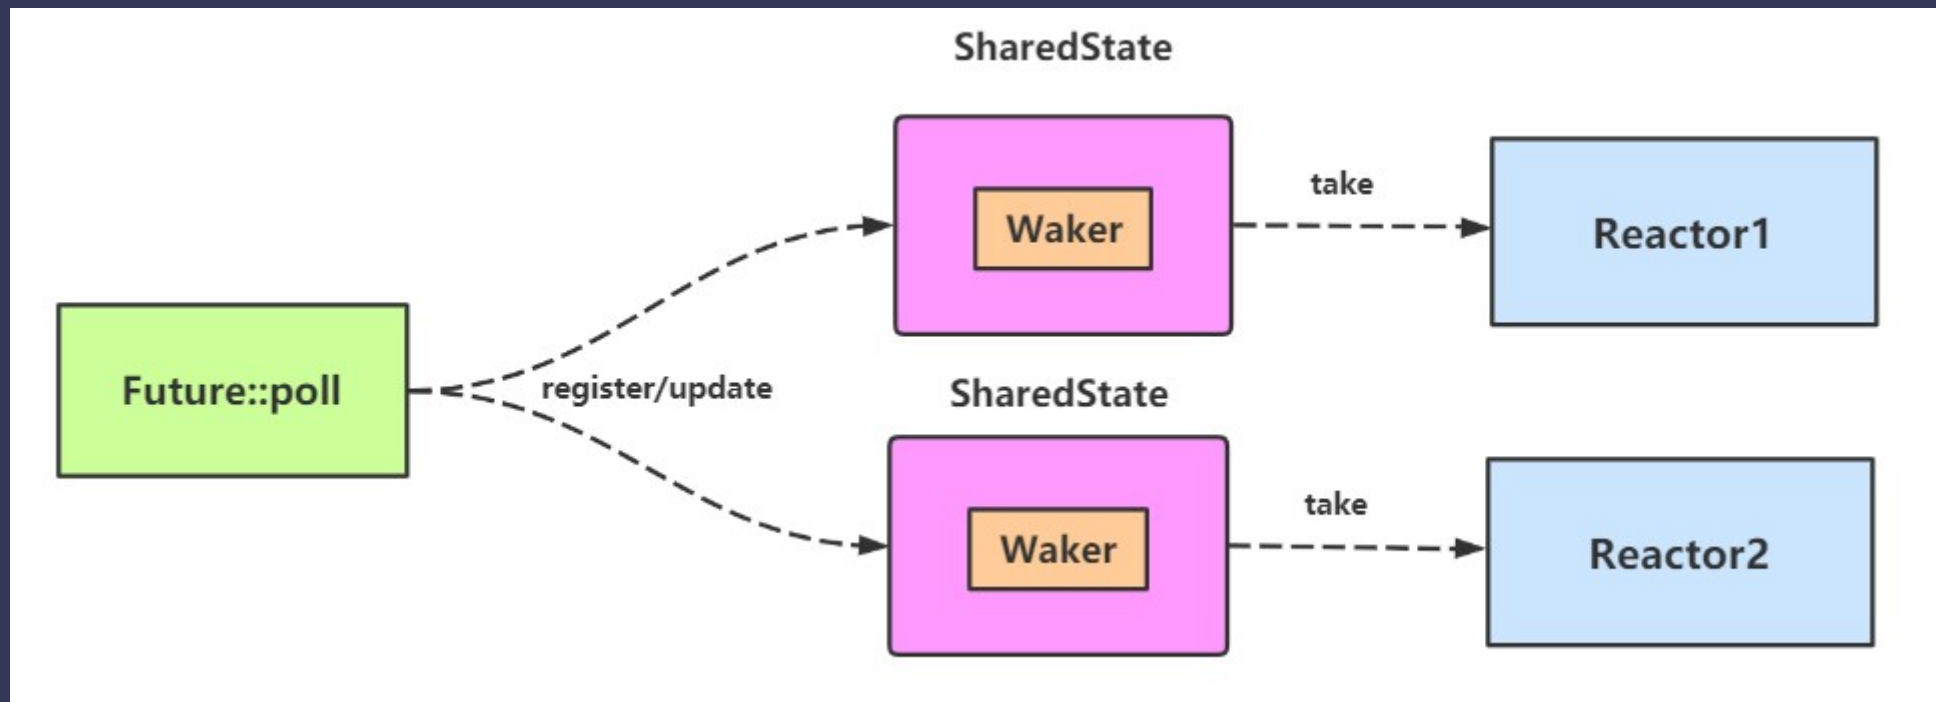 SharedState
Waker
take
Reactor1
Future::poll
register/update
SharedState
Waker
take
Reactor2